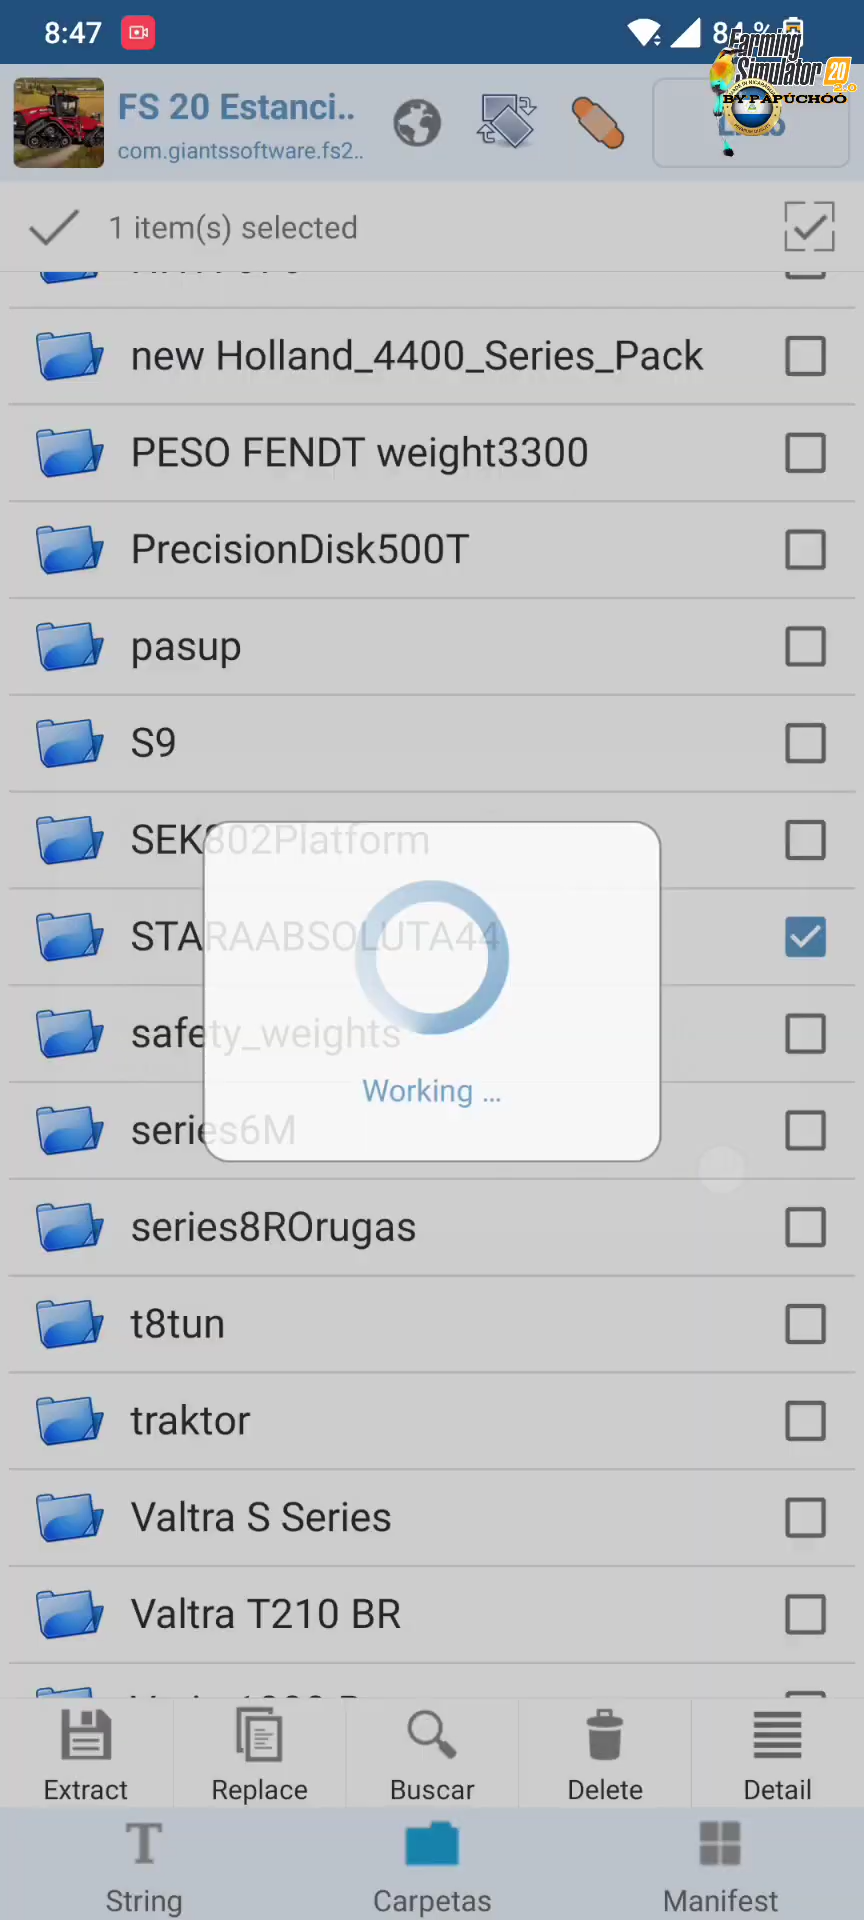 8:47
Farming
Simulator 20
2.0
BY PAPUCHOO
FS 20 Estanci..
com.giantssoftware.fs2..
1 item(s) selected
new Holland_4400_Series_Pack
PESO FENDT weight3300
PrecisionDisk500T
pasup
S9
SEK802Platform
STARAABSOLUTA44
safety_weights
Working ...
series6M
series8ROrugas
t8tun
traktor
Valtra S Series
Valtra T210 BR
Extract
Replace
Buscar
Delete
Detail
String
Carpetas
Manifest